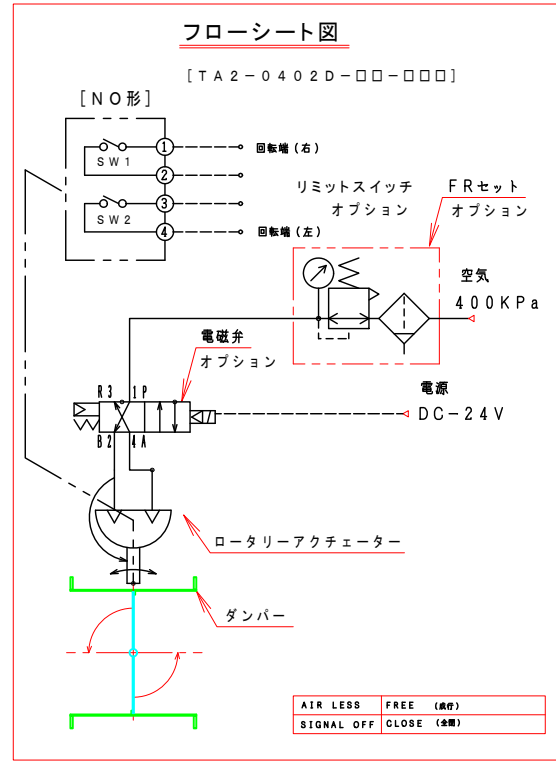 フローシート図
[TA2-0402D-□□-□□□]
[NO形]
SW1
SW2
1
2
3
4
回転端(右)
回転端(左)
リミットスイッチ
オプション
FRセット
オプション
空気
400KPa
電磁弁
オプション
R3
1P
B2
4A
電源
DC-24V
ロータリーアクチェーター
ダンパー
AIR LESS FREE (成行)
SIGNAL OFF CLOSE (全閉)